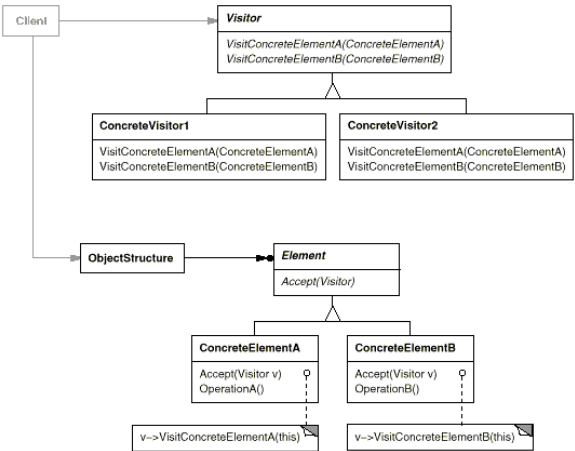 Client
Visitor
VisitConcreteElementA(ConcreteElementA)
VisitConcreteElementB(ConcreteElementB)
ConcreteVisitor1
VisitConcreteElementA(ConcreteElementA)
VisitConcreteElementB(ConcreteElementB)
ConcreteVisitor2
VisitConcreteElementA(ConcreteElementA)
VisitConcreteElementB(ConcreteElementB)
ObjectStructure
Element
Accept(Visitor)
ConcreteElementA
Accept(Visitor v)
OperationA()
ConcreteElementB
Accept(Visitor v)
OperationB()
v–>VisitConcreteElementA(this)
v–>VisitConcreteElementB(this)